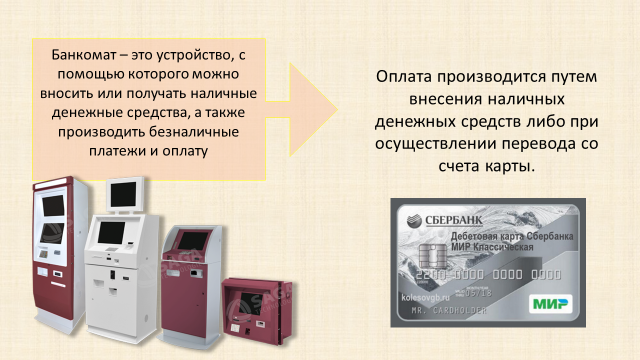 Банкомат – это устройство, с
помощью которого можно
вносить или получать наличные
денежные средства, а также
производить безналичные
платежи и оплату
Оплата производится путем
внесения наличных
денежных средств либо при
осуществлении перевода со
счета карты.
СБЕРБАНК
Дебетовая карта Сбербанка
МИР Классическая
2200 0000 0000 0000
05/18
kolesovgb.ru
MR. CARDHOLDER
МИР
SAGA